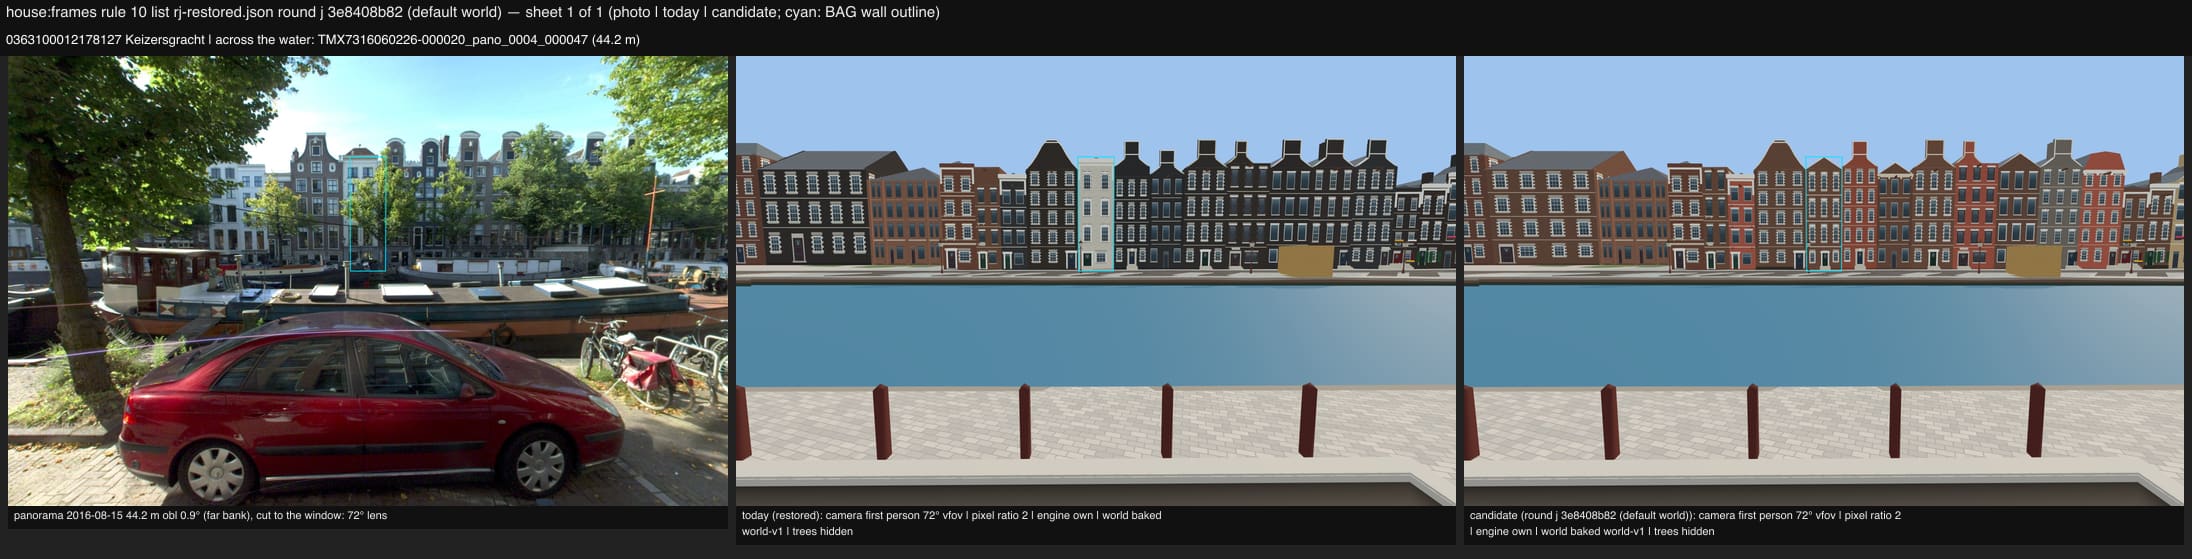 house:frames rule 10 list rj-restored.json round j 3e8408b82 (default world) — sheet 1 of 1 (photo | today | candidate; cyan: BAG wall outline)
0363100012178127 Keizersgracht | across the water: TMX7316060226-000020_pano_0004_000047 (44.2 m)
panorama 2016-08-15 44.2 m obl 0.9° (far bank), cut to the window: 72° lens
today (restored): camera first person 72° vfov | pixel ratio 2 | engine own | world baked
world-v1 | trees hidden
candidate (round j 3e8408b82 (default world)): camera first person 72° vfov | pixel ratio 2
| engine own | world baked world-v1 | trees hidden